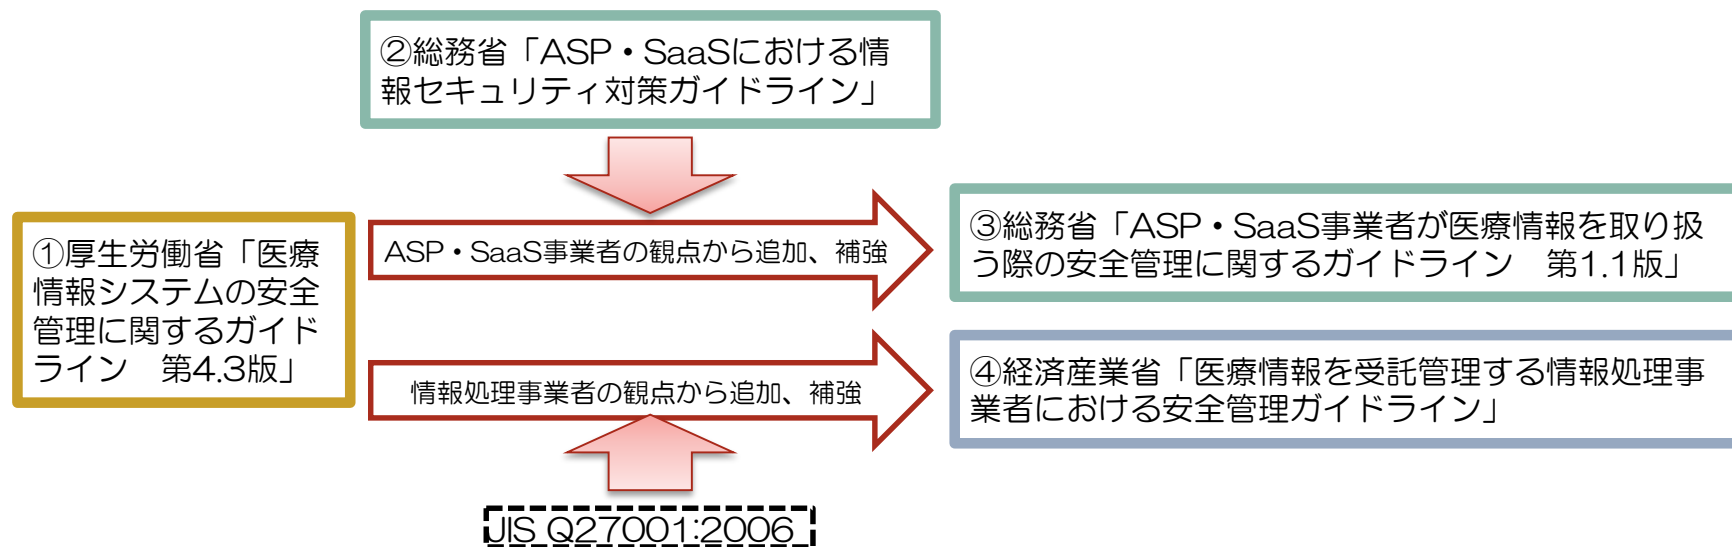 ②総務省「ASP・SaaSにおける情
報セキュリティ対策ガイドライン」
①厚生労働省「医療
情報システムの安全
管理に関するガイド
ライン　第4.3版」
ASP・SaaS事業者の観点から追加、補強
③総務省「ASP・SaaS事業者が医療情報を取り扱
う際の安全管理に関するガイドライン　第1.1版」
情報処理事業者の観点から追加、補強
④経済産業省「医療情報を受託管理する情報処理事
業者における安全管理ガイドライン」
JIS Q27001:2006